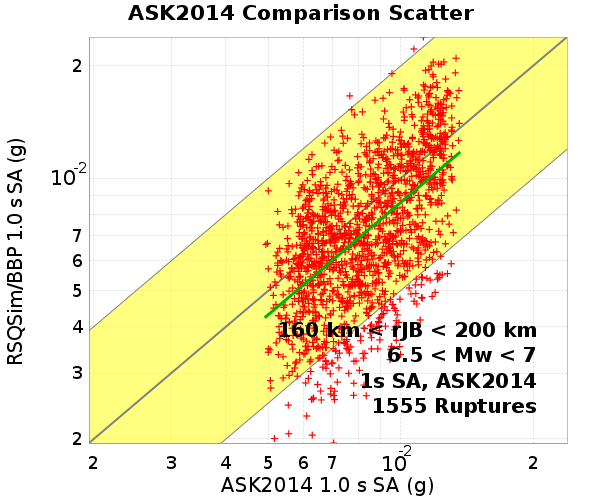 ASK2014 Comparison Scatter
RSQSim/BBP 1.0 s SA (g)
2
10-2
7
6
5
4
3
2
160 km < rJB < 200 km
6.5 < Mw < 7
1s SA, ASK2014
1555 Ruptures
2 3 4 5 6 7 10-2 2
ASK2014 1.0 s SA (g)